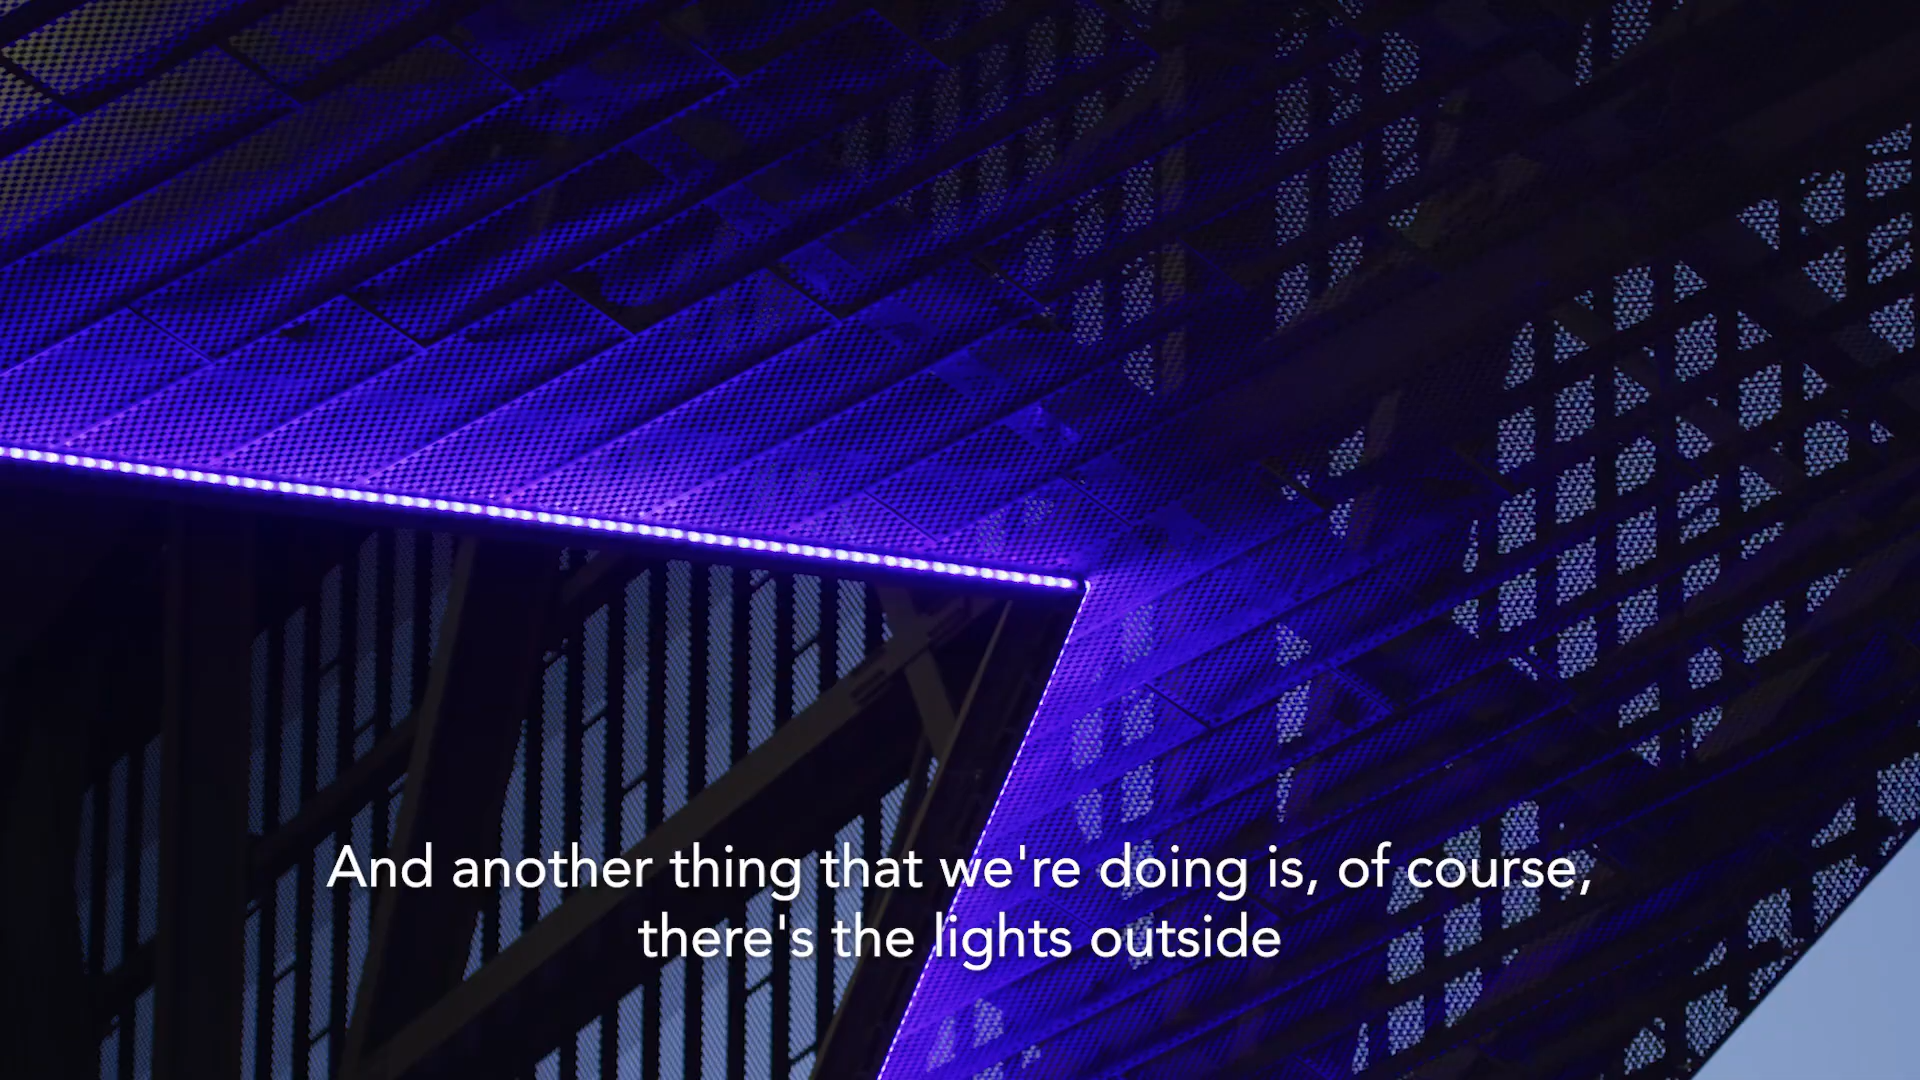 And another thing that we're doing is, of course,
there's the lights outside